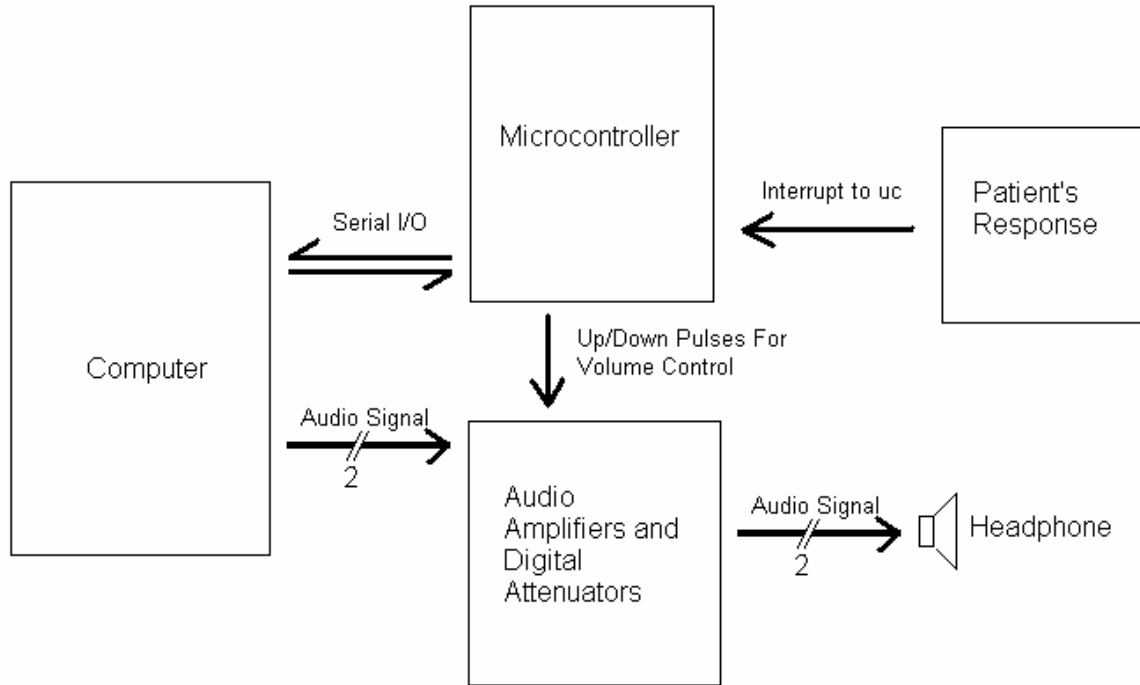 Microcontroller
Interrupt to uc
Patient's
Response
Serial I/O
Computer
Up/Down Pulses For
Volume Control
Audio Signal
2
Audio
Amplifiers and
Digital
Attenuators
Audio Signal
2
Headphone